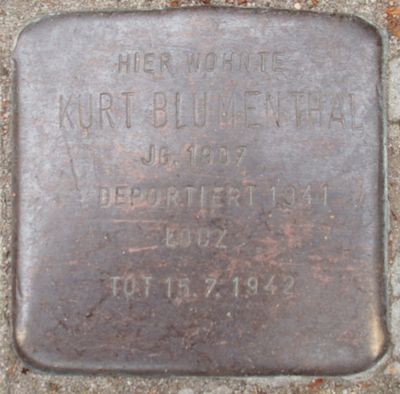 HIER WOHNTE
KURT BLUMENTHAL
JG. 1907
DEPORTIERT 1941
LODZ
TOT 15.7.1942